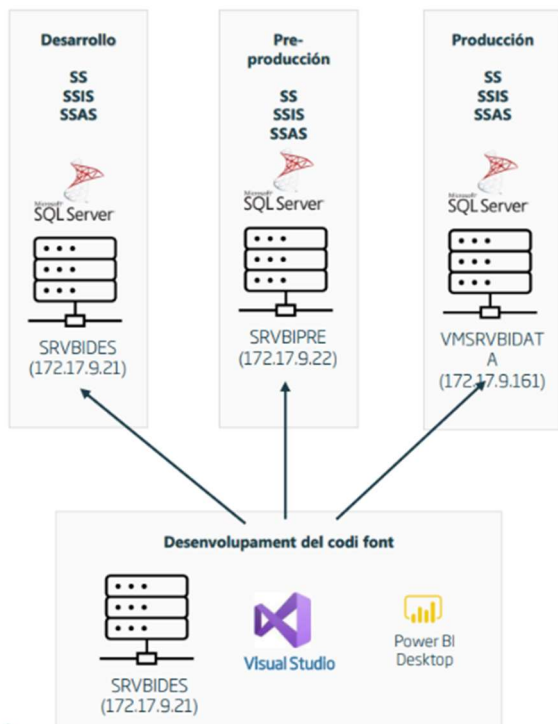 Desarrollo
SS
SSIS
SSAS
Microsoft
SQL Server
SRVBIDES
(172.17.9.21)
Pre-
producción
SS
SSIS
SSAS
Microsoft
SQL Server
SRVBIPRE
(172.17.9.22)
Producción
SS
SSIS
SSAS
Microsoft
SQL Server
VMSRVBIDAT
A
(172.17.9.161)
Desenvolupament del codi font
SRVBIDES
(172.17.9.21)
Visual Studio
Power BI
Desktop